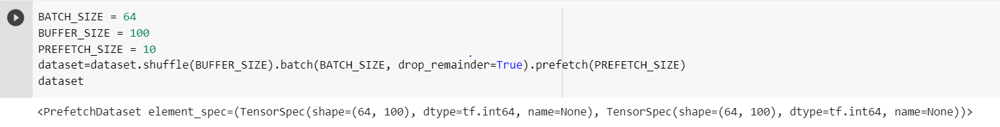 BATCH_SIZE = 64
BUFFER_SIZE = 100
PREFETCH_SIZE = 10
dataset=dataset.shuffle(BUFFER_SIZE).batch(BATCH_SIZE, drop_remainder=True).prefetch(PREFETCH_SIZE)
dataset
<PrefetchDataset element_spec=(TensorSpec(shape=(64, 100), dtype=tf.int64, name=None), TensorSpec(shape=(64, 100), dtype=tf.int64, name=None))>